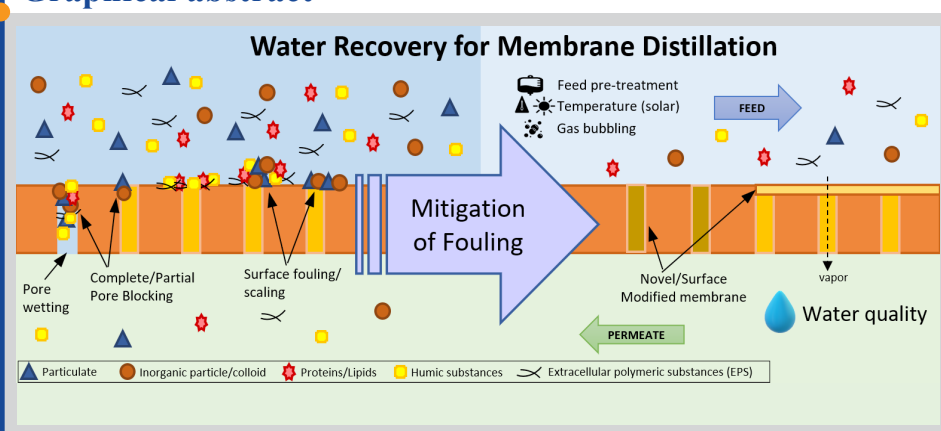 Graphical abstract
Water Recovery for Membrane Distillation
Feed pre-treatment
Temperature (solar)
Gas bubbling
FEED
Mitigation
of Fouling
Pore
wetting
Complete/Partial
Pore Blocking
Surface fouling/
scaling
Novel/Surface
Modified membrane
vapor
Water quality
PERMEATE
Particulate
Inorganic particle/colloid
Proteins/Lipids
Humic substances
Extracellular polymeric substances (EPS)